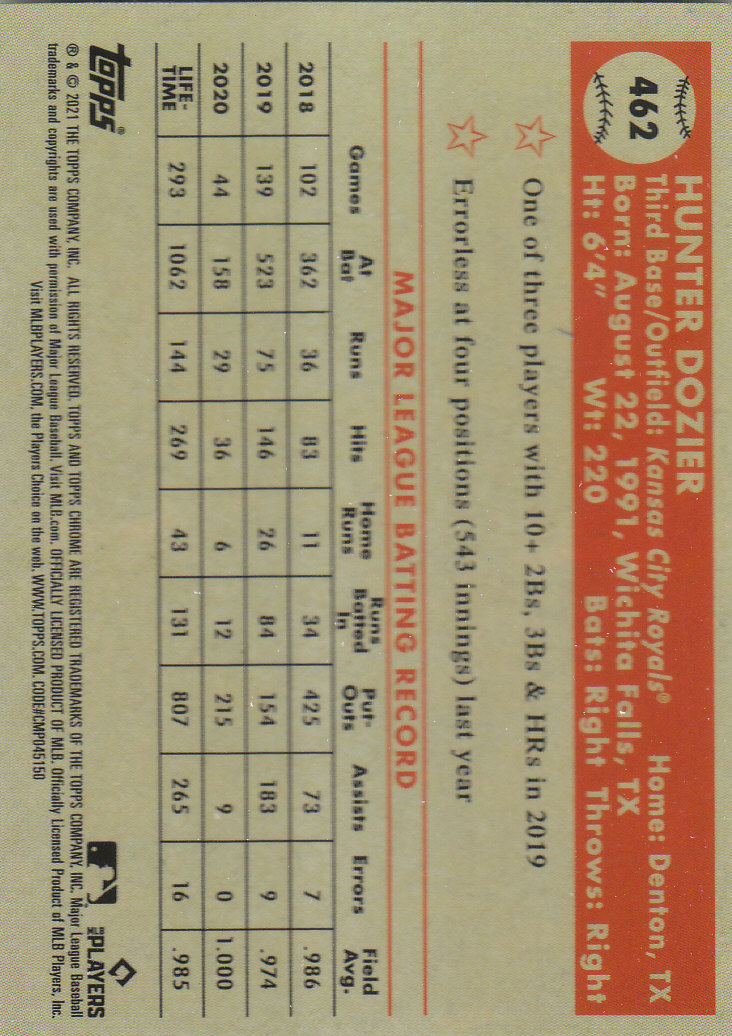 462
HUNTER DOZIER
Third Base/Outfield: Kansas City Royals® Home: Denton, TX
Born: August 22, 1991, Wichita Falls, TX
Ht: 6'4" Wt: 220 Bats: Right Throws: Right
One of three players with 10+ 2Bs, 3Bs & HRs in 2019
Errorless at four positions (543 innings) last year
MAJOR LEAGUE BATTING RECORD
Games At Bat Runs Hits Home Runs Runs Batted In Put-Outs Assists Errors Field Avg.
2018 102 362 36 83 11 34 425 73 7 .986
2019 139 523 75 146 26 84 154 183 9 .974
2020 44 158 29 36 6 12 215 9 0 1.000
LIFE-TIME 293 1062 144 269 43 131 807 265 16 .985
topps®
MLB PLAYERS
® & © 2021 THE TOPPS COMPANY, INC. ALL RIGHTS RESERVED. TOPPS AND TOPPS CHROME ARE REGISTERED TRADEMARKS OF THE TOPPS COMPANY, INC. Major League Baseball
trademarks and copyrights are used with permission of Major League Baseball. Visit MLB.com. OFFICIALLY LICENSED PRODUCT OF MLB. Officially Licensed Product of MLB Players, Inc.
Visit MLBPLAYERS.COM, the Players Choice on the web. WWW.TOPPS.COM. CODE#CMP045150